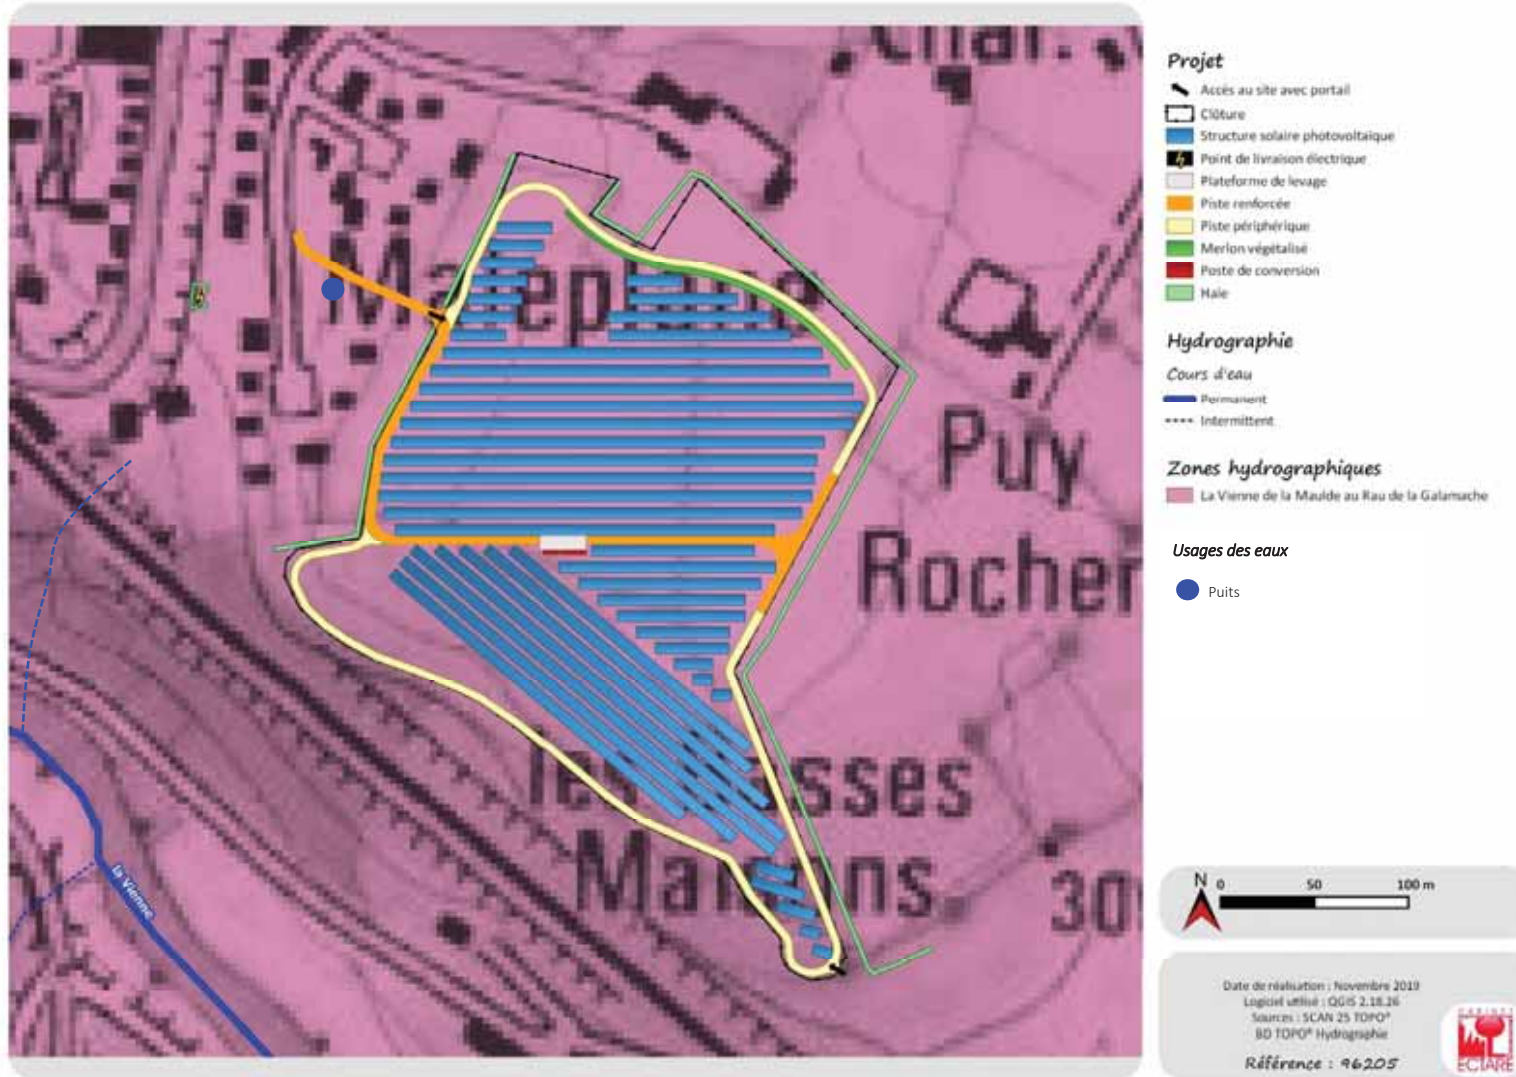 Char.
Puy
Rocher
les
asses
30
la Vienne
Projet
Accès au site avec portail
Clôture
Structure solaire photovoltaïque
Point de livraison électrique
Plateforme de levage
Piste renforcée
Piste périphérique
Merlon végétalisé
Poste de conversion
Haie
Hydrographie
Cours d'eau
Permanent
Intermittent
Zones hydrographiques
La Vienne de la Maulde au Rau de la Galamache
Usages des eaux
Puits
N 0 50 100 m
Date de réalisation : Novembre 2019
Logiciel utilisé : QGIS 2.18.26
Sources : SCAN 25 TOPO®
BD TOPO® Hydrographie
Référence : 96205
CABINET
ECTARE